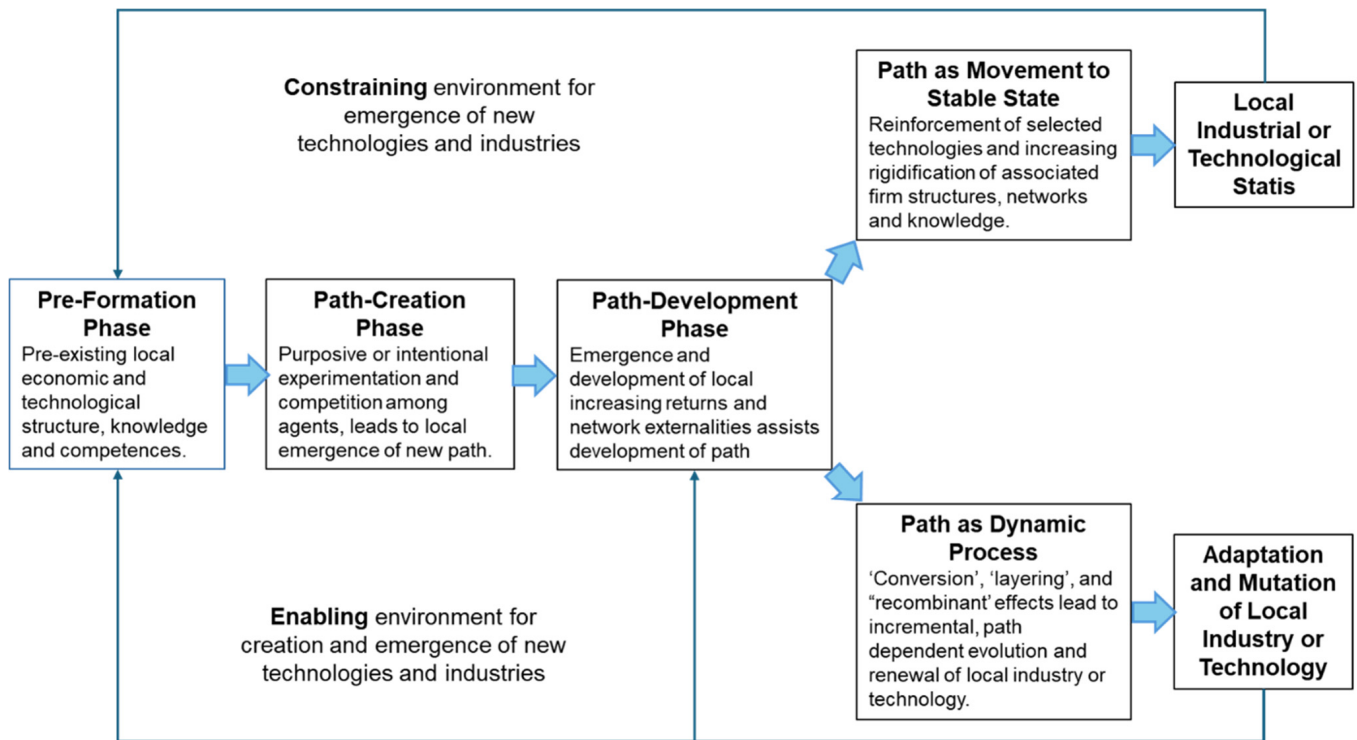 Constraining environment for
emergence of new
technologies and industries
Path as Movement to
Stable State
Reinforcement of selected
technologies and increasing
rigidification of associated
firm structures, networks
and knowledge.
Local
Industrial or
Technological
Statis
Pre-Formation
Phase
Pre-existing local
economic and
technological
structure, knowledge
and competences.
Path-Creation
Phase
Purposive or intentional
experimentation and
competition among
agents, leads to local
emergence of new path.
Path-Development
Phase
Emergence and
development of local
increasing returns and
network externalities assists
development of path
Enabling environment for
creation and emergence of new
technologies and industries
Path as Dynamic
Process
‘Conversion’, ‘layering’, and
“recombinant’ effects lead to
incremental, path
dependent evolution and
renewal of local industry or
technology.
Adaptation
and Mutation
of Local
Industry or
Technology